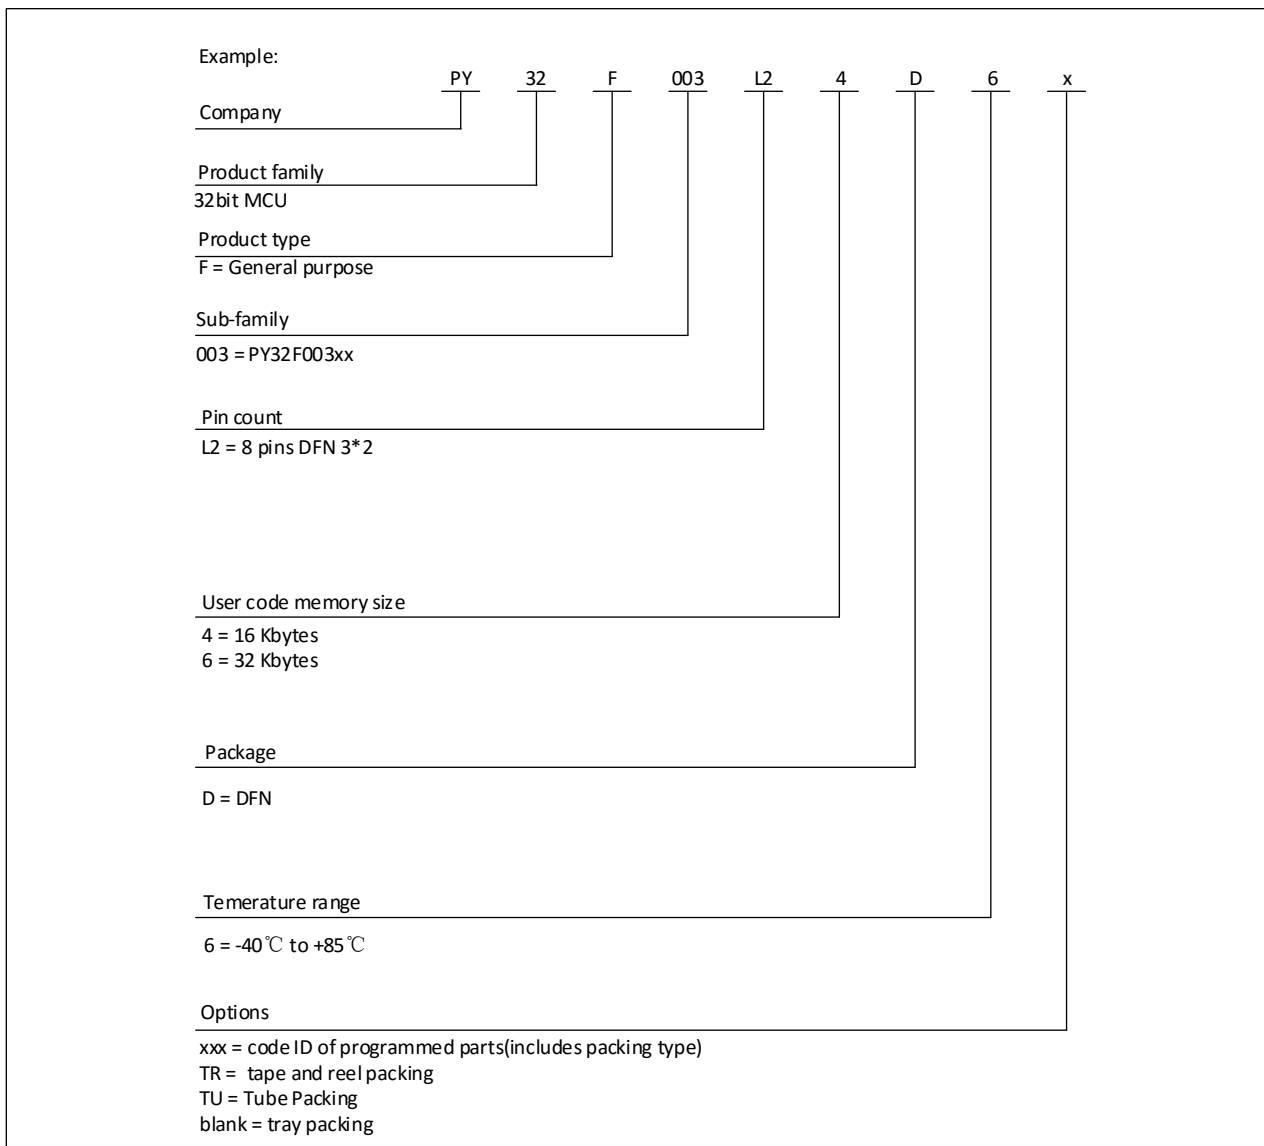 Example:
PY 32 F 003 L2 4 D 6 x
Company
Product family
32bit MCU
Product type
F = General purpose
Sub-family
003 = PY32F003xx
Pin count
L2 = 8 pins DFN 3*2
User code memory size
4 = 16 Kbytes
6 = 32 Kbytes
Package
D = DFN
Temerature range
6 = -40℃ to +85℃
Options
xxx = code ID of programmed parts(includes packing type)
TR = tape and reel packing
TU = Tube Packing
blank = tray packing